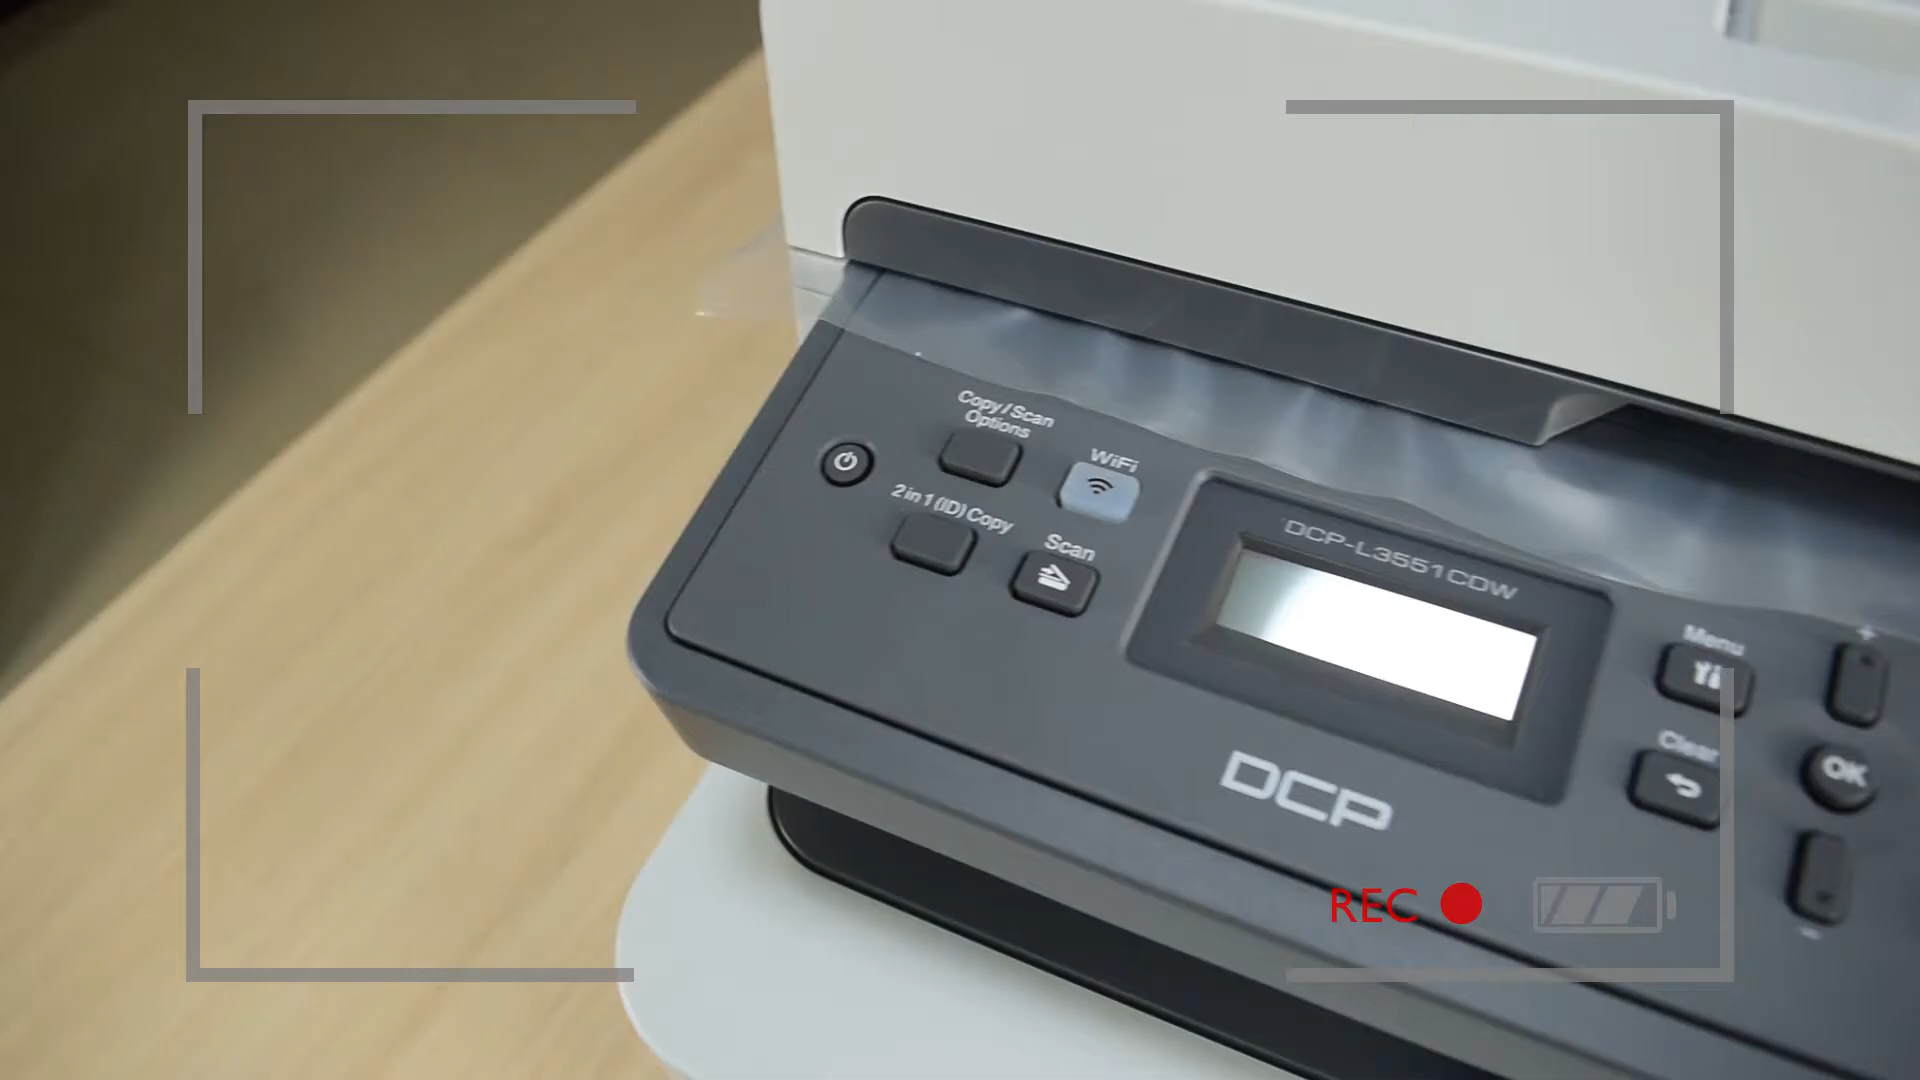 Copy / Scan
Options
WiFi
2 in 1 (ID) Copy
Scan
DCP-L3551CDW
Menu
Clear
OK
DCP
REC